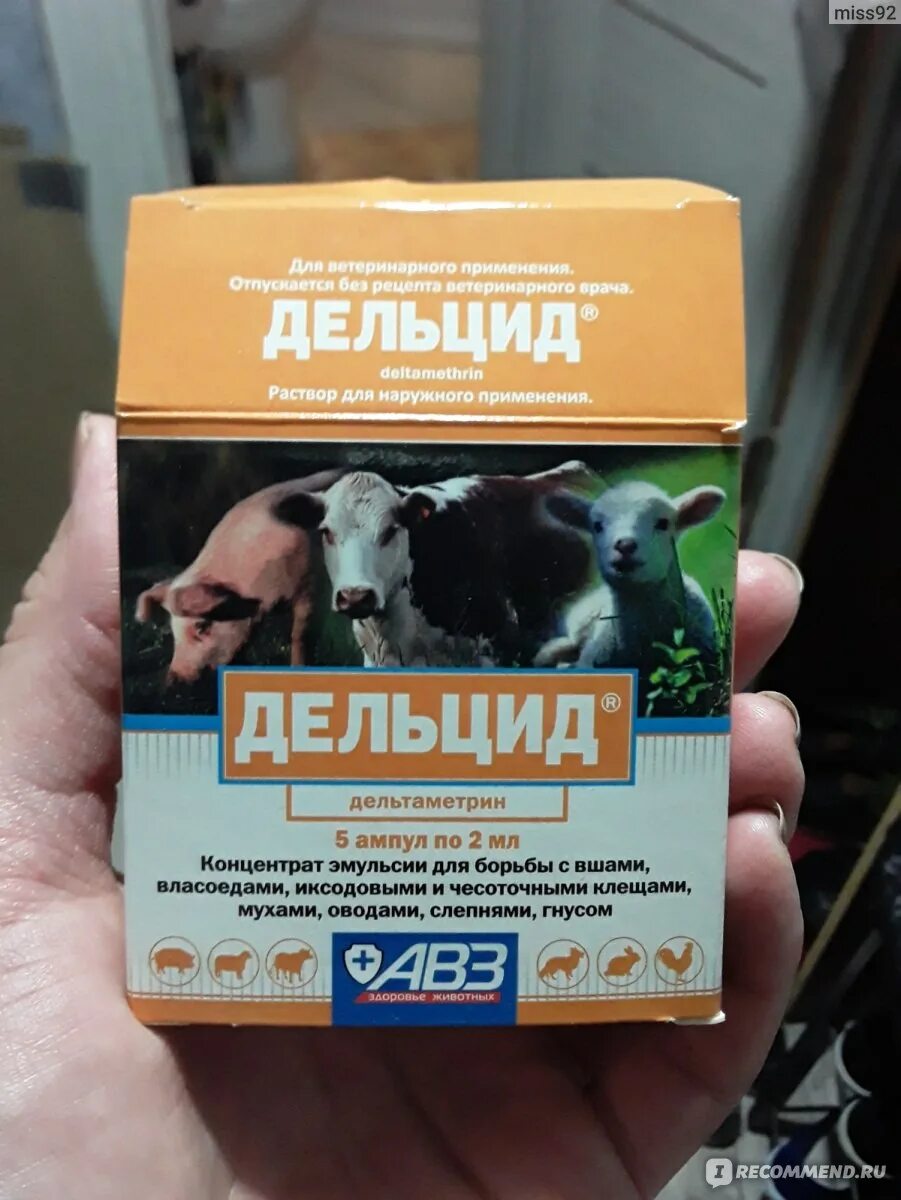 miss92
Для ветеринарного применения.
Отпускается без рецепта ветеринарного врача.
ДЕЛЬЦИД®
deltamethrin
Раствор для наружного применения.
ДЕЛЬЦИД®
дельтаметрин
5 ампул по 2 мл
Концентрат эмульсии для борьбы с вшами,
власоедами, иксодовыми и чесоточными клещами,
мухами, оводами, слепнями, гнусом
АВЗ
здоровье животных
IRECOMMEND.RU